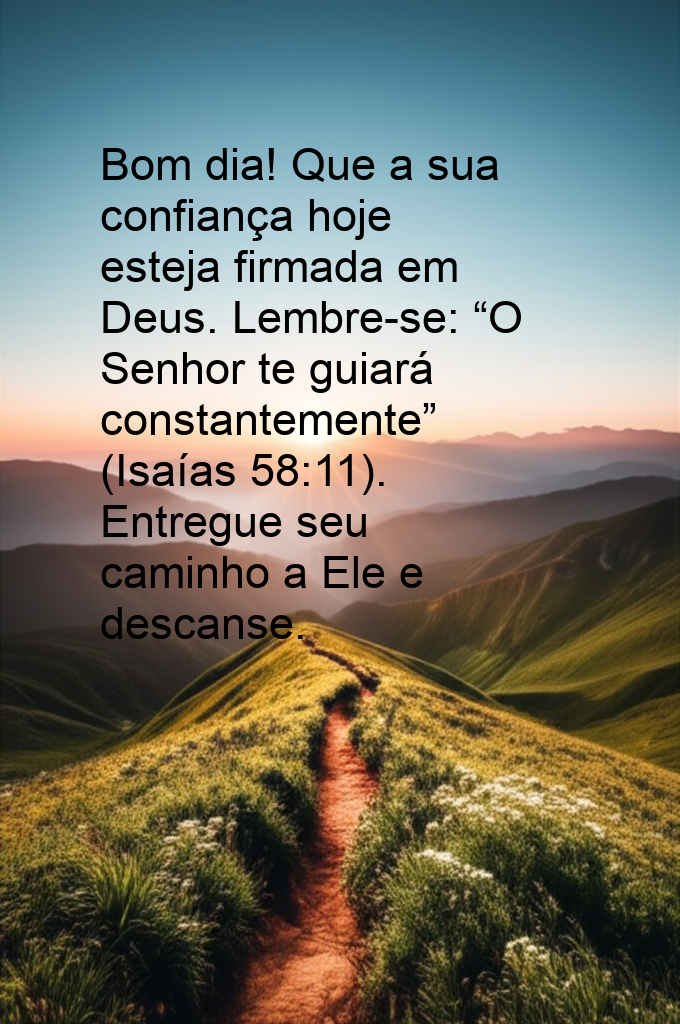 Bom dia! Que a sua
confiança hoje
esteja firmada em
Deus. Lembre-se: “O
Senhor te guiará
constantemente”
(Isaías 58:11).
Entregue seu
caminho a Ele e
descanse.